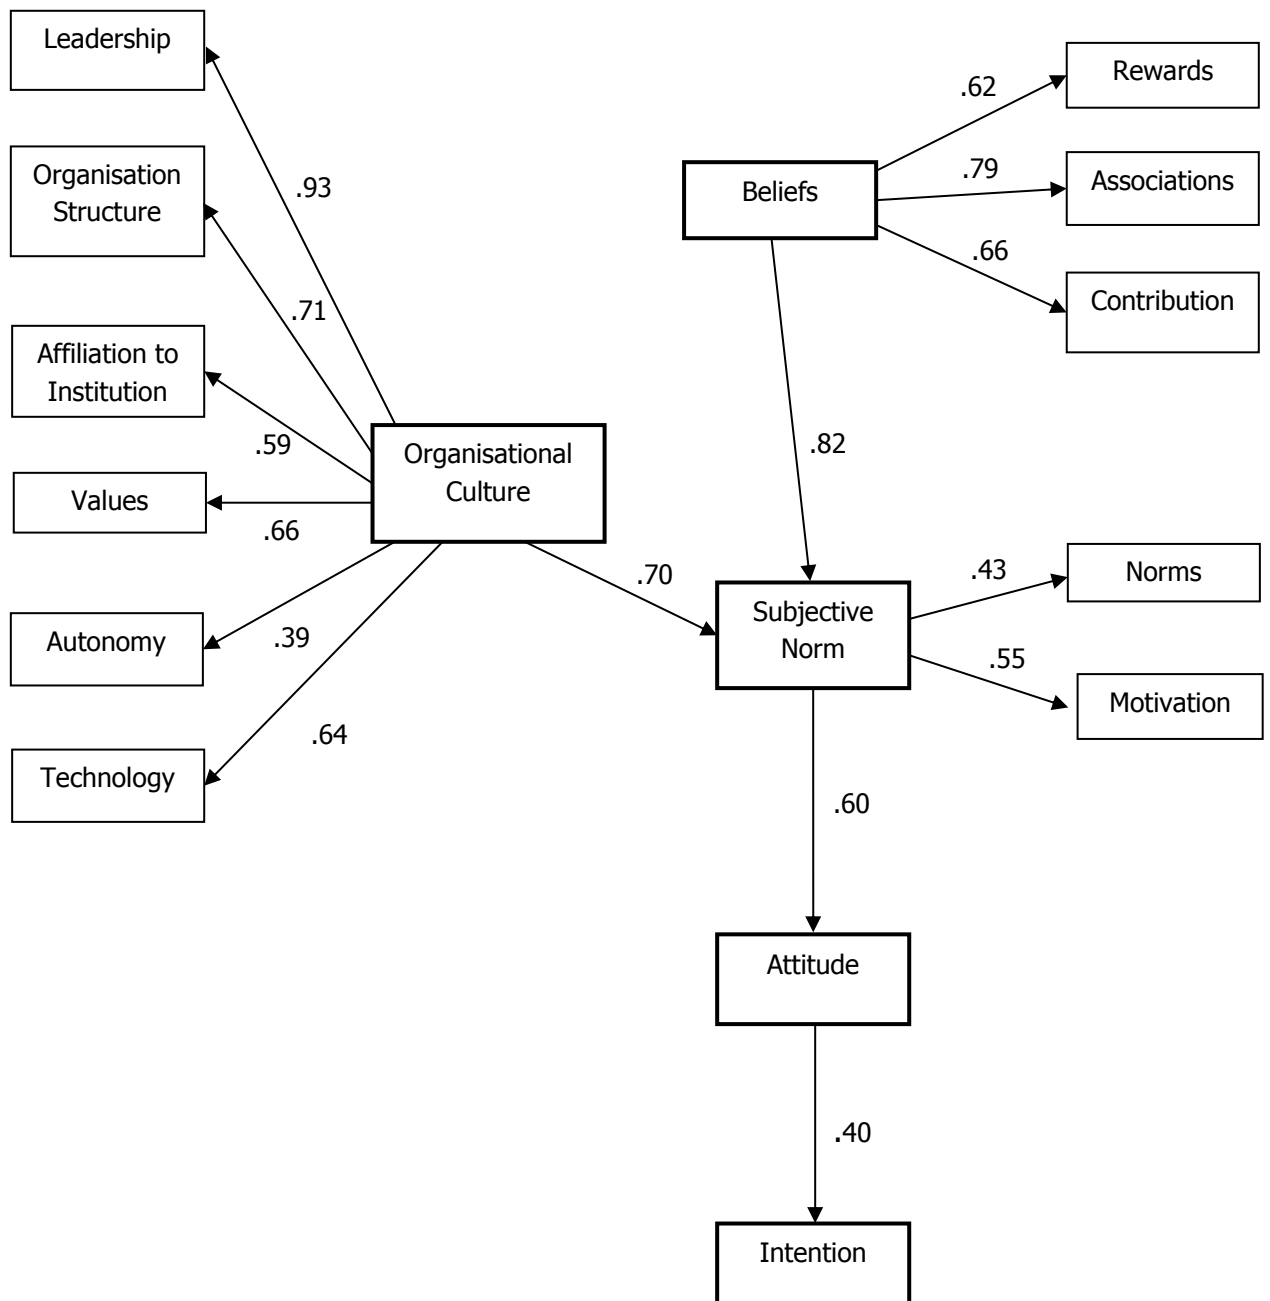 Leadership
Rewards
.62
Organisation
Structure
.93
Beliefs
.79
Associations
.66
Contribution
.71
Affiliation to
Institution
.59
Organisational
Culture
.82
Values
.66
.70
Subjective
Norm
.43
Norms
Autonomy
.39
.55
Motivation
.64
Technology
.60
Attitude
.40
Intention